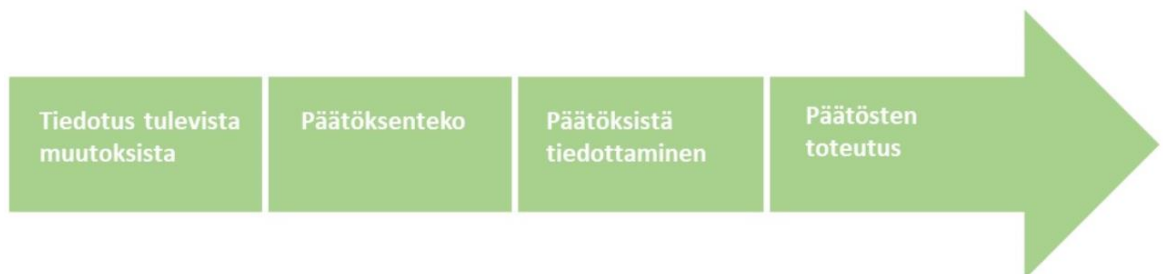 Tiedotus tulevista
muutoksista
Päätöksenteko
Päätöksistä
tiedottaminen
Päätösten
toteutus